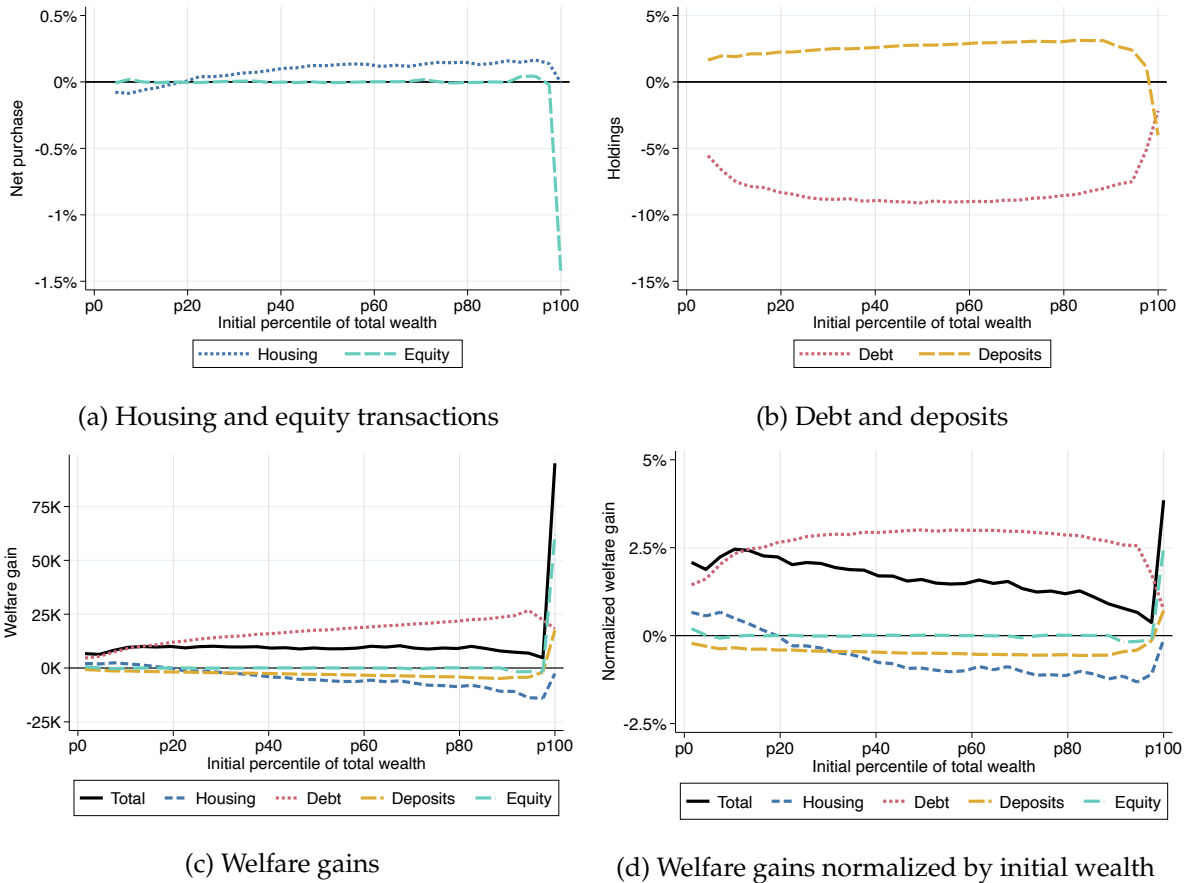 0.5%
0%
-0.5%
-1%
-1.5%
Net purchase
p0 p20 p40 p60 p80 p100
Initial percentile of total wealth
Housing Equity
(a) Housing and equity transactions
5%
0%
-5%
-10%
-15%
Holdings
p0 p20 p40 p60 p80 p100
Initial percentile of total wealth
Debt Deposits
(b) Debt and deposits
75K
50K
25K
0K
-25K
Welfare gain
p0 p20 p40 p60 p80 p100
Initial percentile of total wealth
Total Housing Debt Deposits Equity
(c) Welfare gains
5%
2.5%
0%
-2.5%
Normalized welfare gain
p0 p20 p40 p60 p80 p100
Initial percentile of total wealth
Total Housing Debt Deposits Equity
(d) Welfare gains normalized by initial wealth